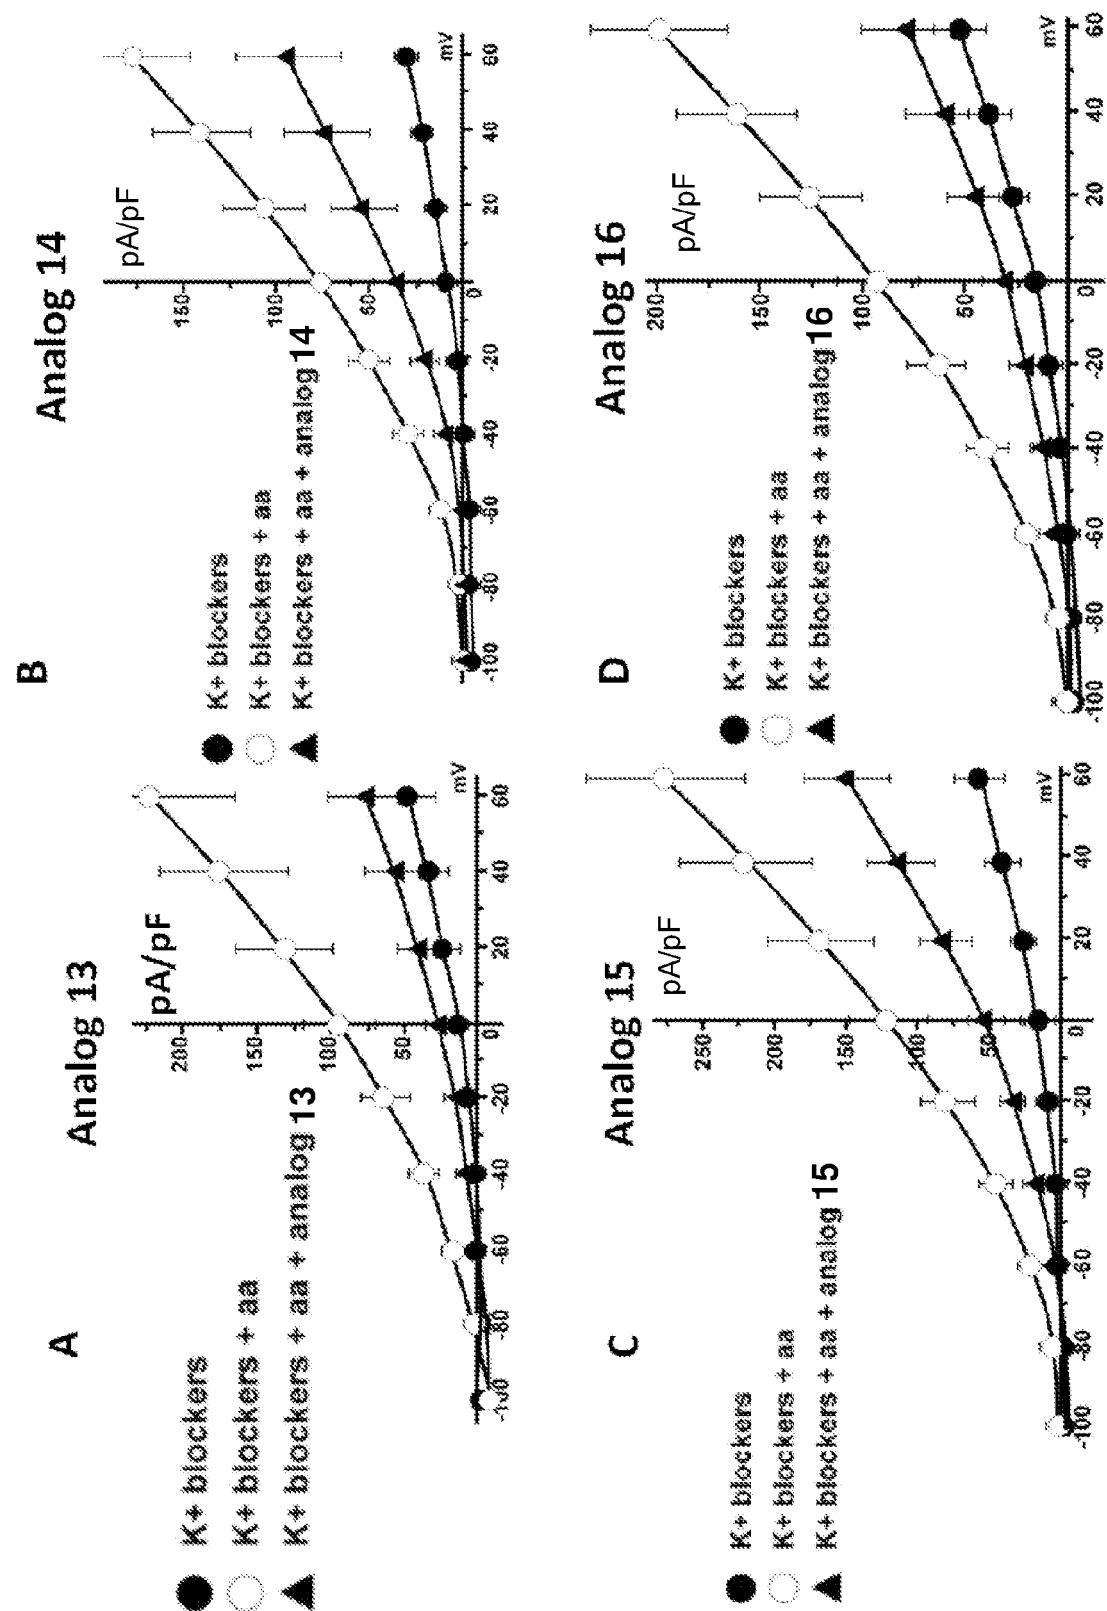 A
Analog 13
K+ blockers
K+ blockers + aa
K+ blockers + aa + analog 13
pA/pF
200
150
100
50
-100
-80
-60
-40
-20
0
20
40
60
mV
B
Analog 14
K+ blockers
K+ blockers + aa
K+ blockers + aa + analog 14
pA/pF
150
100
50
-100
-80
-60
-40
-20
0
20
40
60
mV
C
Analog 15
K+ blockers
K+ blockers + aa
K+ blockers + aa + analog 15
pA/pF
250
200
150
100
50
-100
-80
-60
-40
-20
0
20
40
60
mV
D
Analog 16
K+ blockers
K+ blockers + aa
K+ blockers + aa + analog 16
pA/pF
200
150
100
50
-100
-80
-60
-40
-20
0
20
40
60
mV